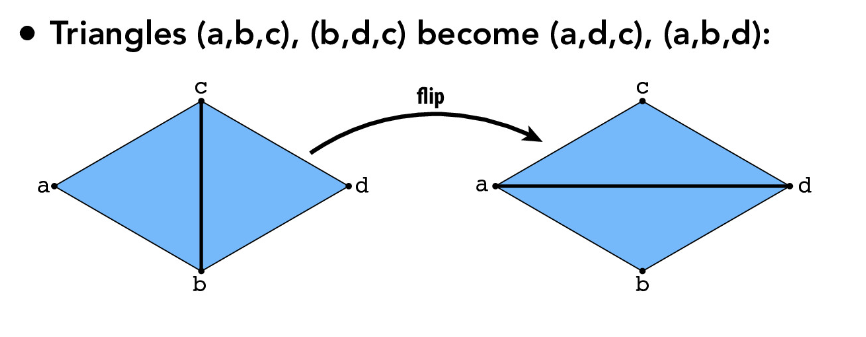 • Triangles (a,b,c), (b,d,c) become (a,d,c), (a,b,d):
c
flip
c
a
d
a
d
b
b